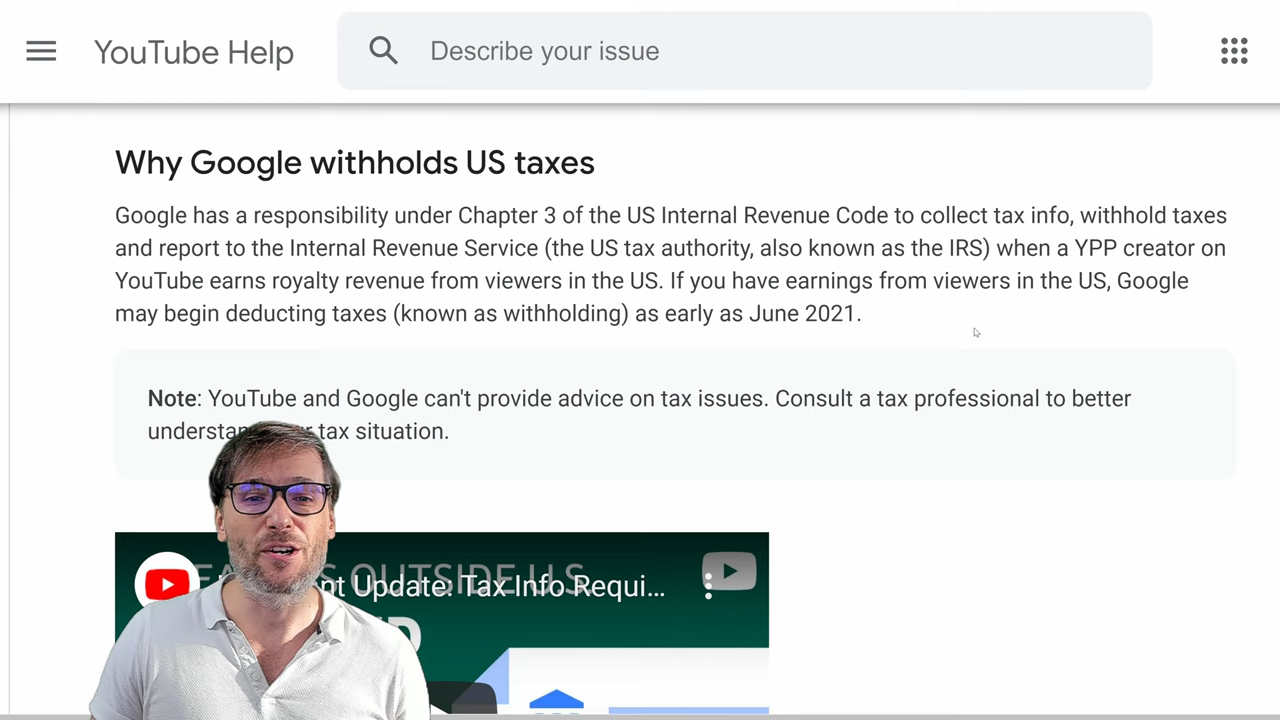 YouTube Help
Describe your issue
Why Google withholds US taxes
Google has a responsibility under Chapter 3 of the US Internal Revenue Code to collect tax info, withhold taxes
and report to the Internal Revenue Service (the US tax authority, also known as the IRS) when a YPP creator on
YouTube earns royalty revenue from viewers in the US. If you have earnings from viewers in the US, Google
may begin deducting taxes (known as withholding) as early as June 2021.
Note: YouTube and Google can't provide advice on tax issues. Consult a tax professional to better
tax situation.
OUTSIDE U.S.
Update: Tax Info Requi...